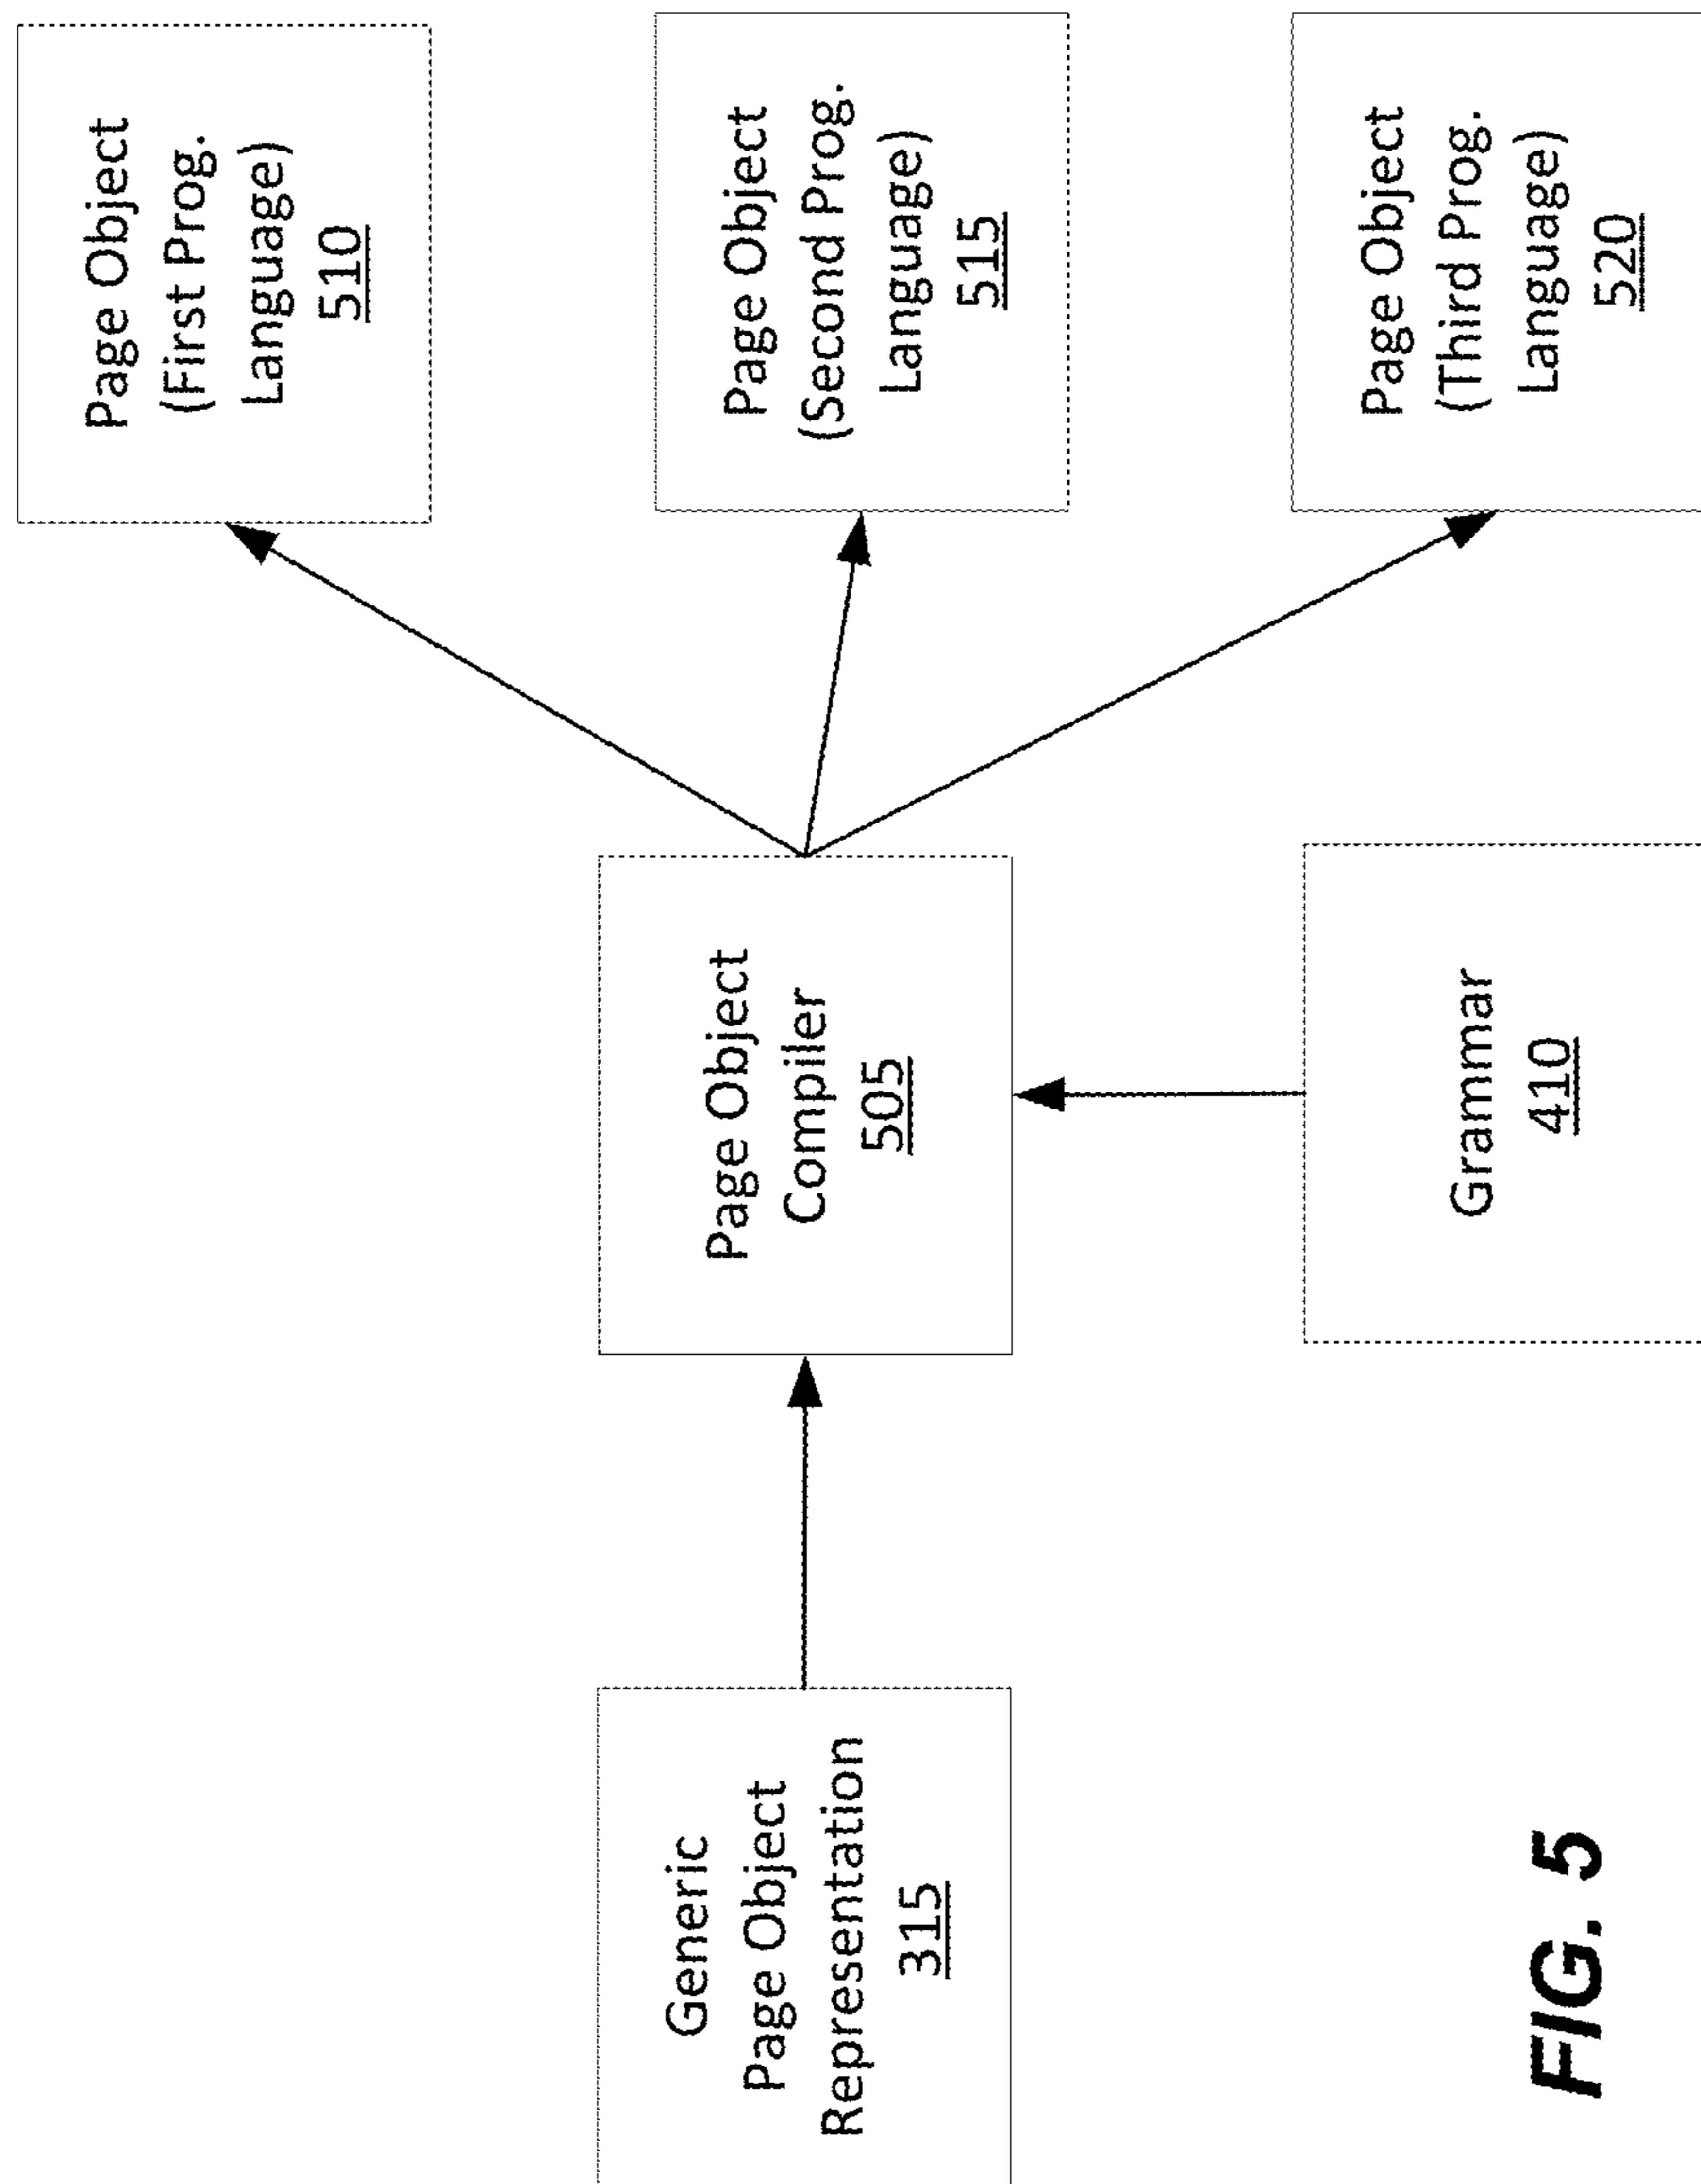 Generic
Page Object
Representation
315
Page Object
Compiler
505
Grammar
410
Page Object
(First Prog.
Language)
510
Page Object
(Second Prog.
Language)
515
Page Object
(Third Prog.
Language)
520
FIG. 5